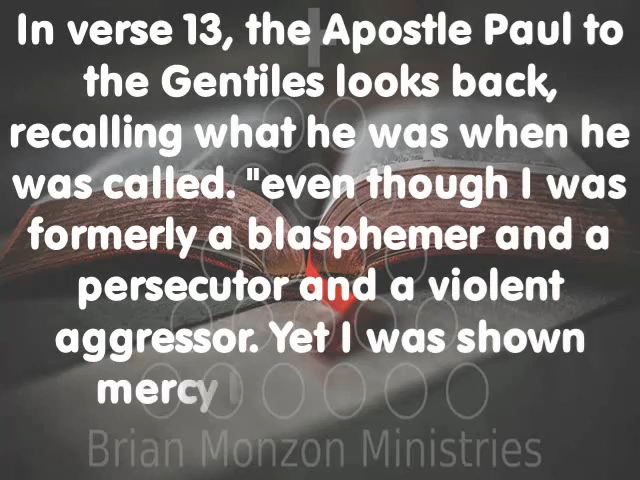 In verse 13, the Apostle Paul to
the Gentiles looks back,
recalling what he was when he
was called. "even though I was
formerly a blasphemer and a
persecutor and a violent
aggressor. Yet I was shown
mercy
Brian Monzon Ministries